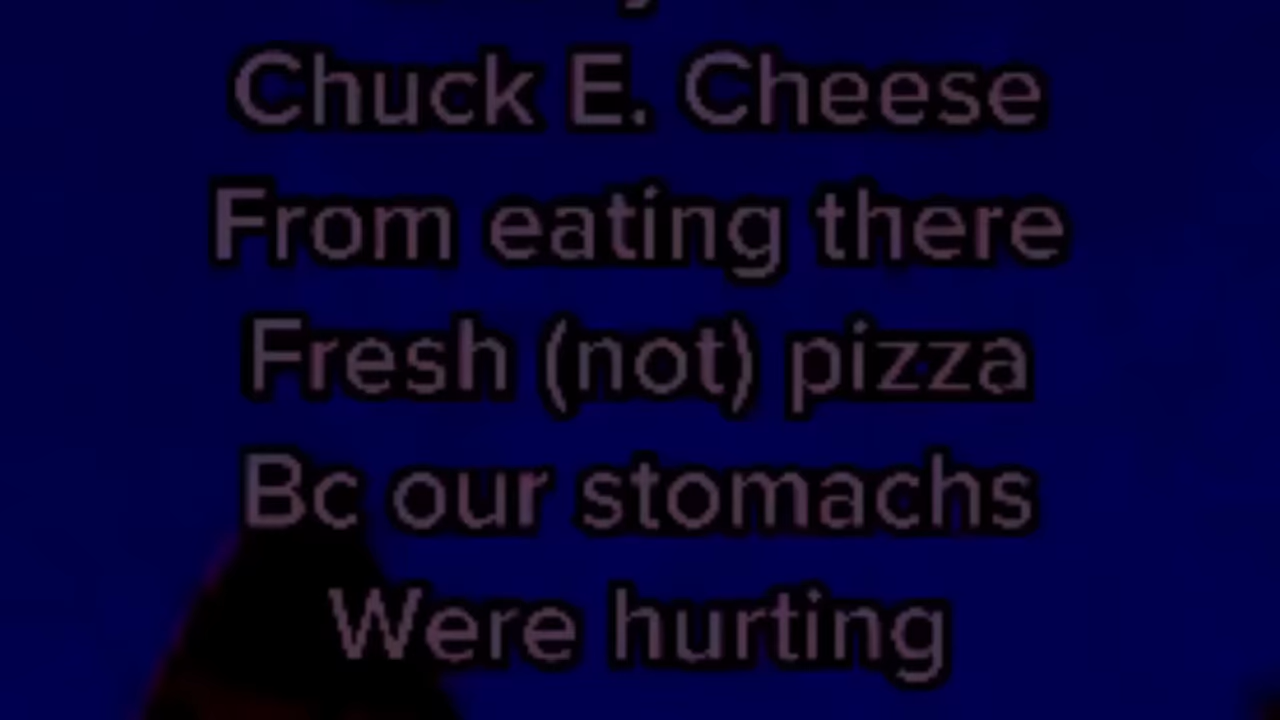 Chuck E. Cheese
From eating there
Fresh (not) pizza
Bc our stomachs
Were hurting